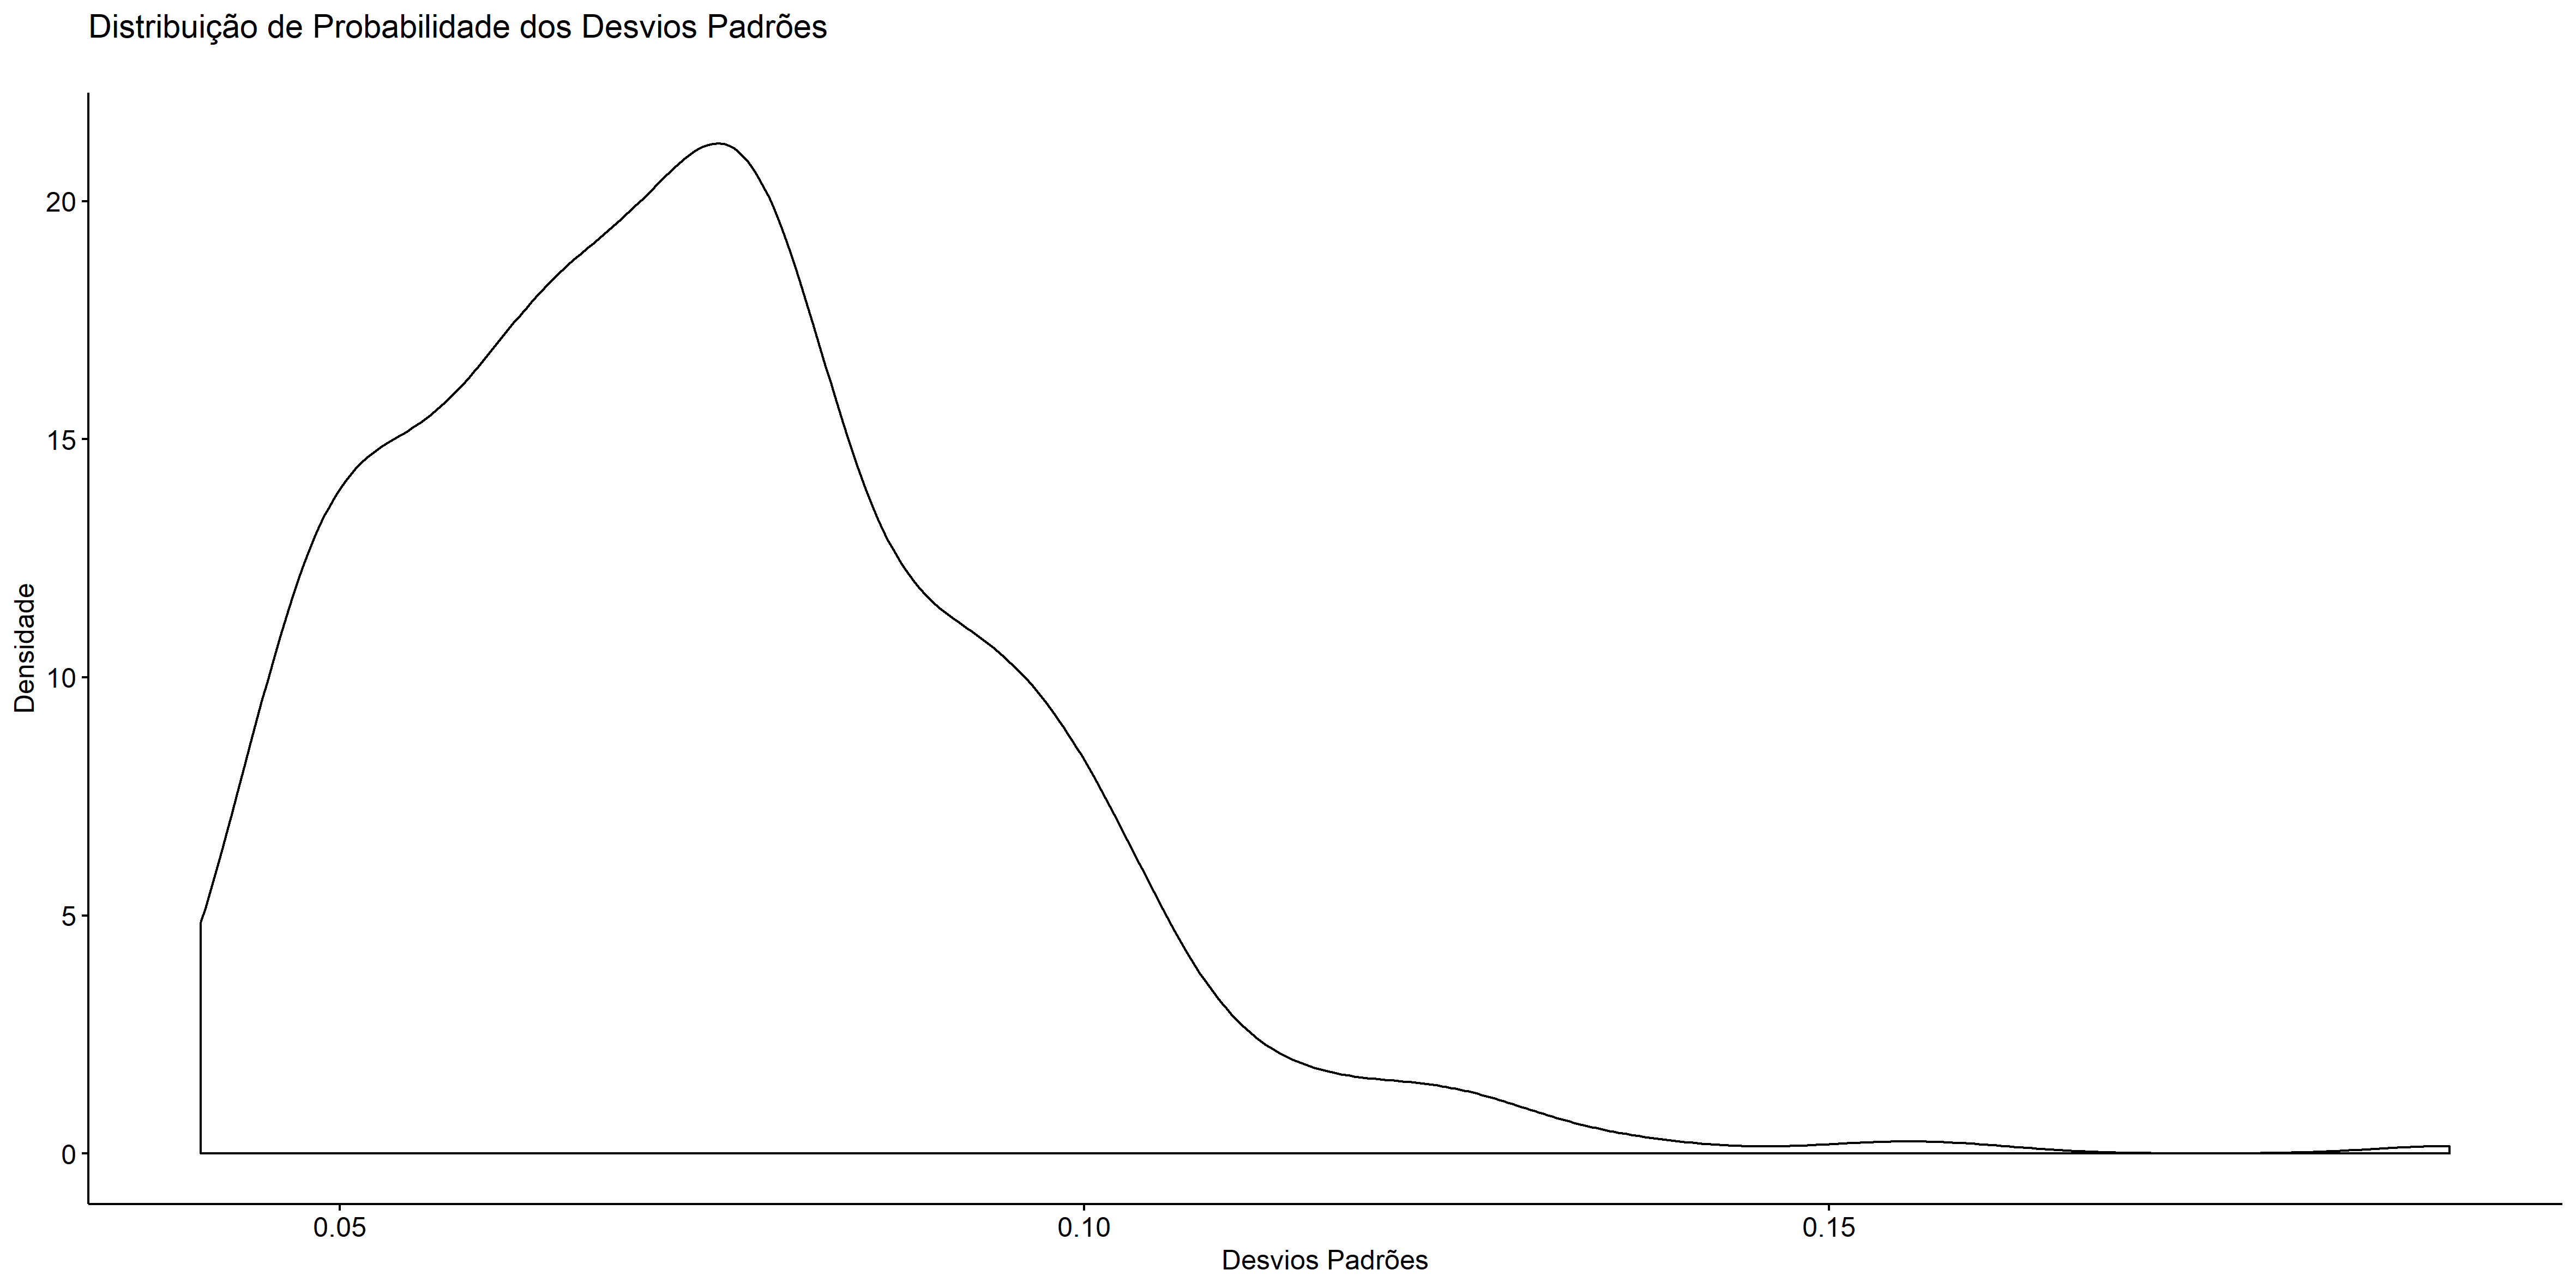 Distribuição de Probabilidade dos Desvios Padrões
Densidade
20
15
10
5
0
0.05
0.10
0.15
Desvios Padrões